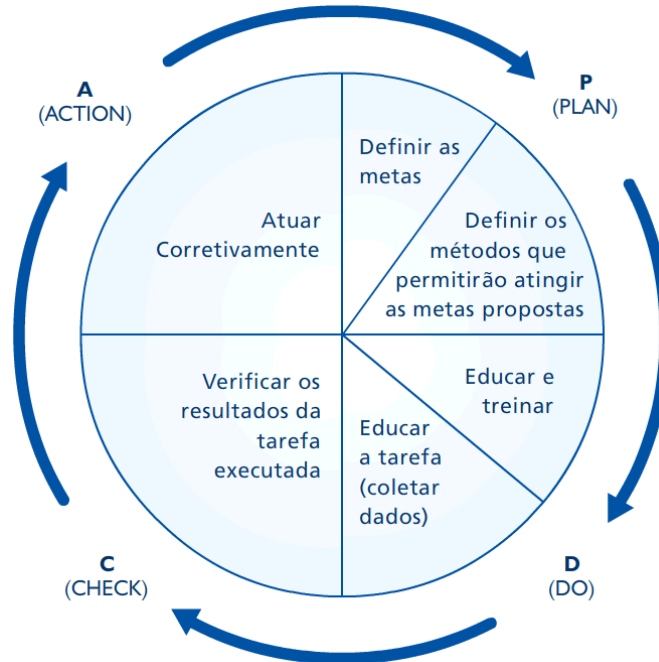 A
(ACTION)
P
(PLAN)
Definir as
metas
Atuar
Corretivamente
Definir os
métodos que
permitirão atingir
as metas propostas
Verificar os
resultados da
tarefa
executada
Educar
a tarefa
(coletar
dados)
Educar e
treinar
C
(CHECK)
D
(DO)